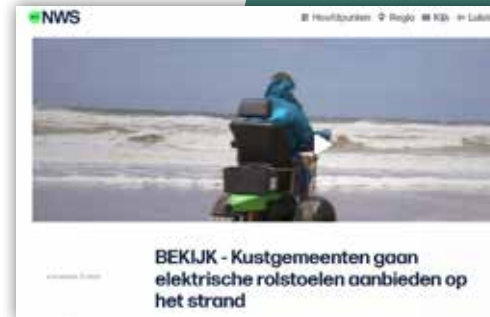 NWS
Hoofdpunten Regio Kijk
BEKIJK - Kustgemeenten gaan
elektrische rolstoelen aanbieden op
het strand